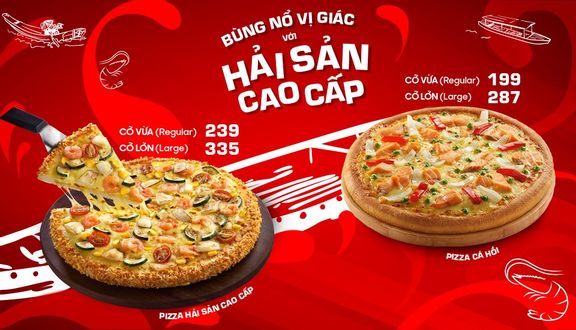 BÙNG NỔ VỊ GIÁC
VỚI
HẢI SẢN
CAO CẤP
CỠ VỪA (Regular) 239
CỠ LỚN (Large) 335
CỠ VỪA (Regular) 199
CỠ LỚN (Large) 287
PIZZA HẢI SẢN CAO CẤP
PIZZA CÁ HỒI